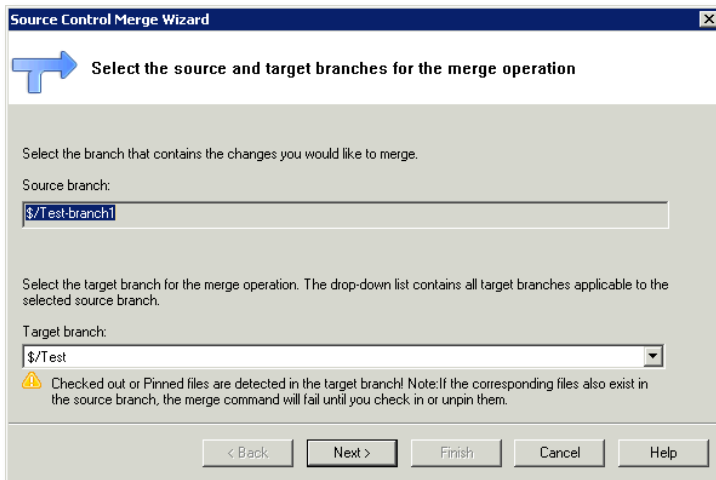 Source Control Merge Wizard
Select the source and target branches for the merge operation
Select the branch that contains the changes you would like to merge.
Source branch:
$/Test-branch1
Select the target branch for the merge operation. The drop-down list contains all target branches applicable to the
selected source branch.
Target branch:
$/Test
Checked out or Pinned files are detected in the target branch! Note:If the corresponding files also exist in
the source branch, the merge command will fail until you check in or unpin them.
< Back Next > Finish Cancel Help